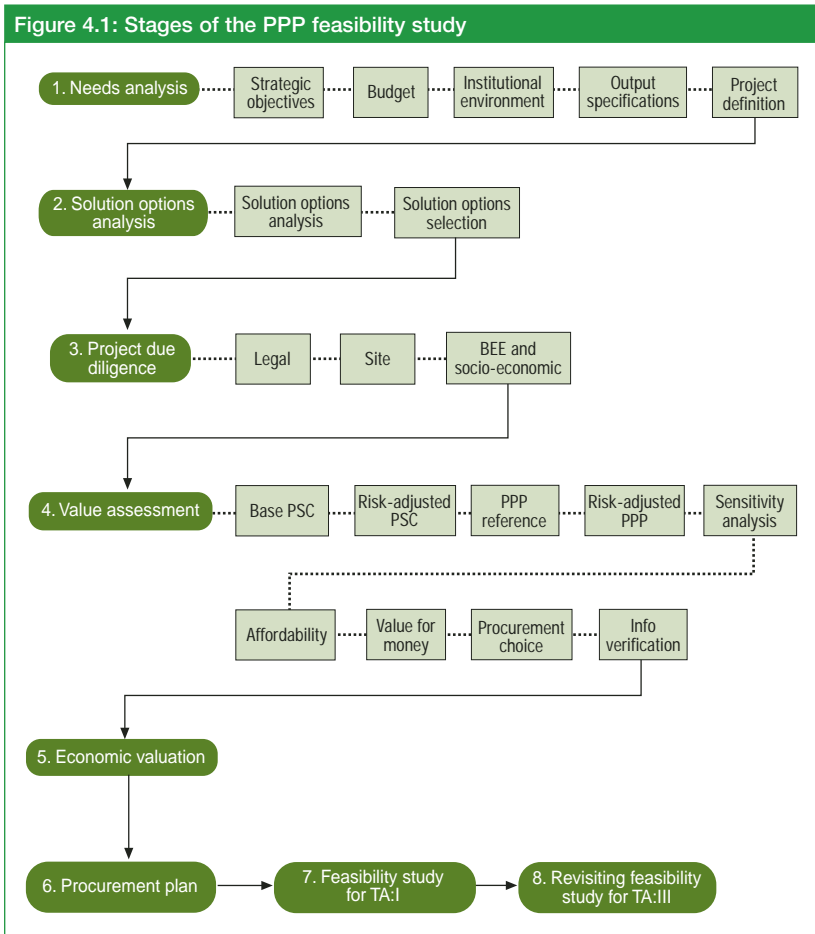 Figure 4.1: Stages of the PPP feasibility study
1. Needs analysis
Strategic
objectives
Budget
Institutional
environment
Output
specifications
Project
definition
2. Solution options
analysis
Solution options
analysis
Solution options
selection
3. Project due
diligence
Legal
Site
BEE and
socio-economic
4. Value assessment
Base PSC
Risk-adjusted
PSC
PPP
reference
Risk-adjusted
PPP
Sensitivity
analysis
Affordability
Value for
money
Procurement
choice
Info
verification
5. Economic valuation
6. Procurement plan
7. Feasibility study
for TA:I
8. Revisiting feasibility
study for TA:III